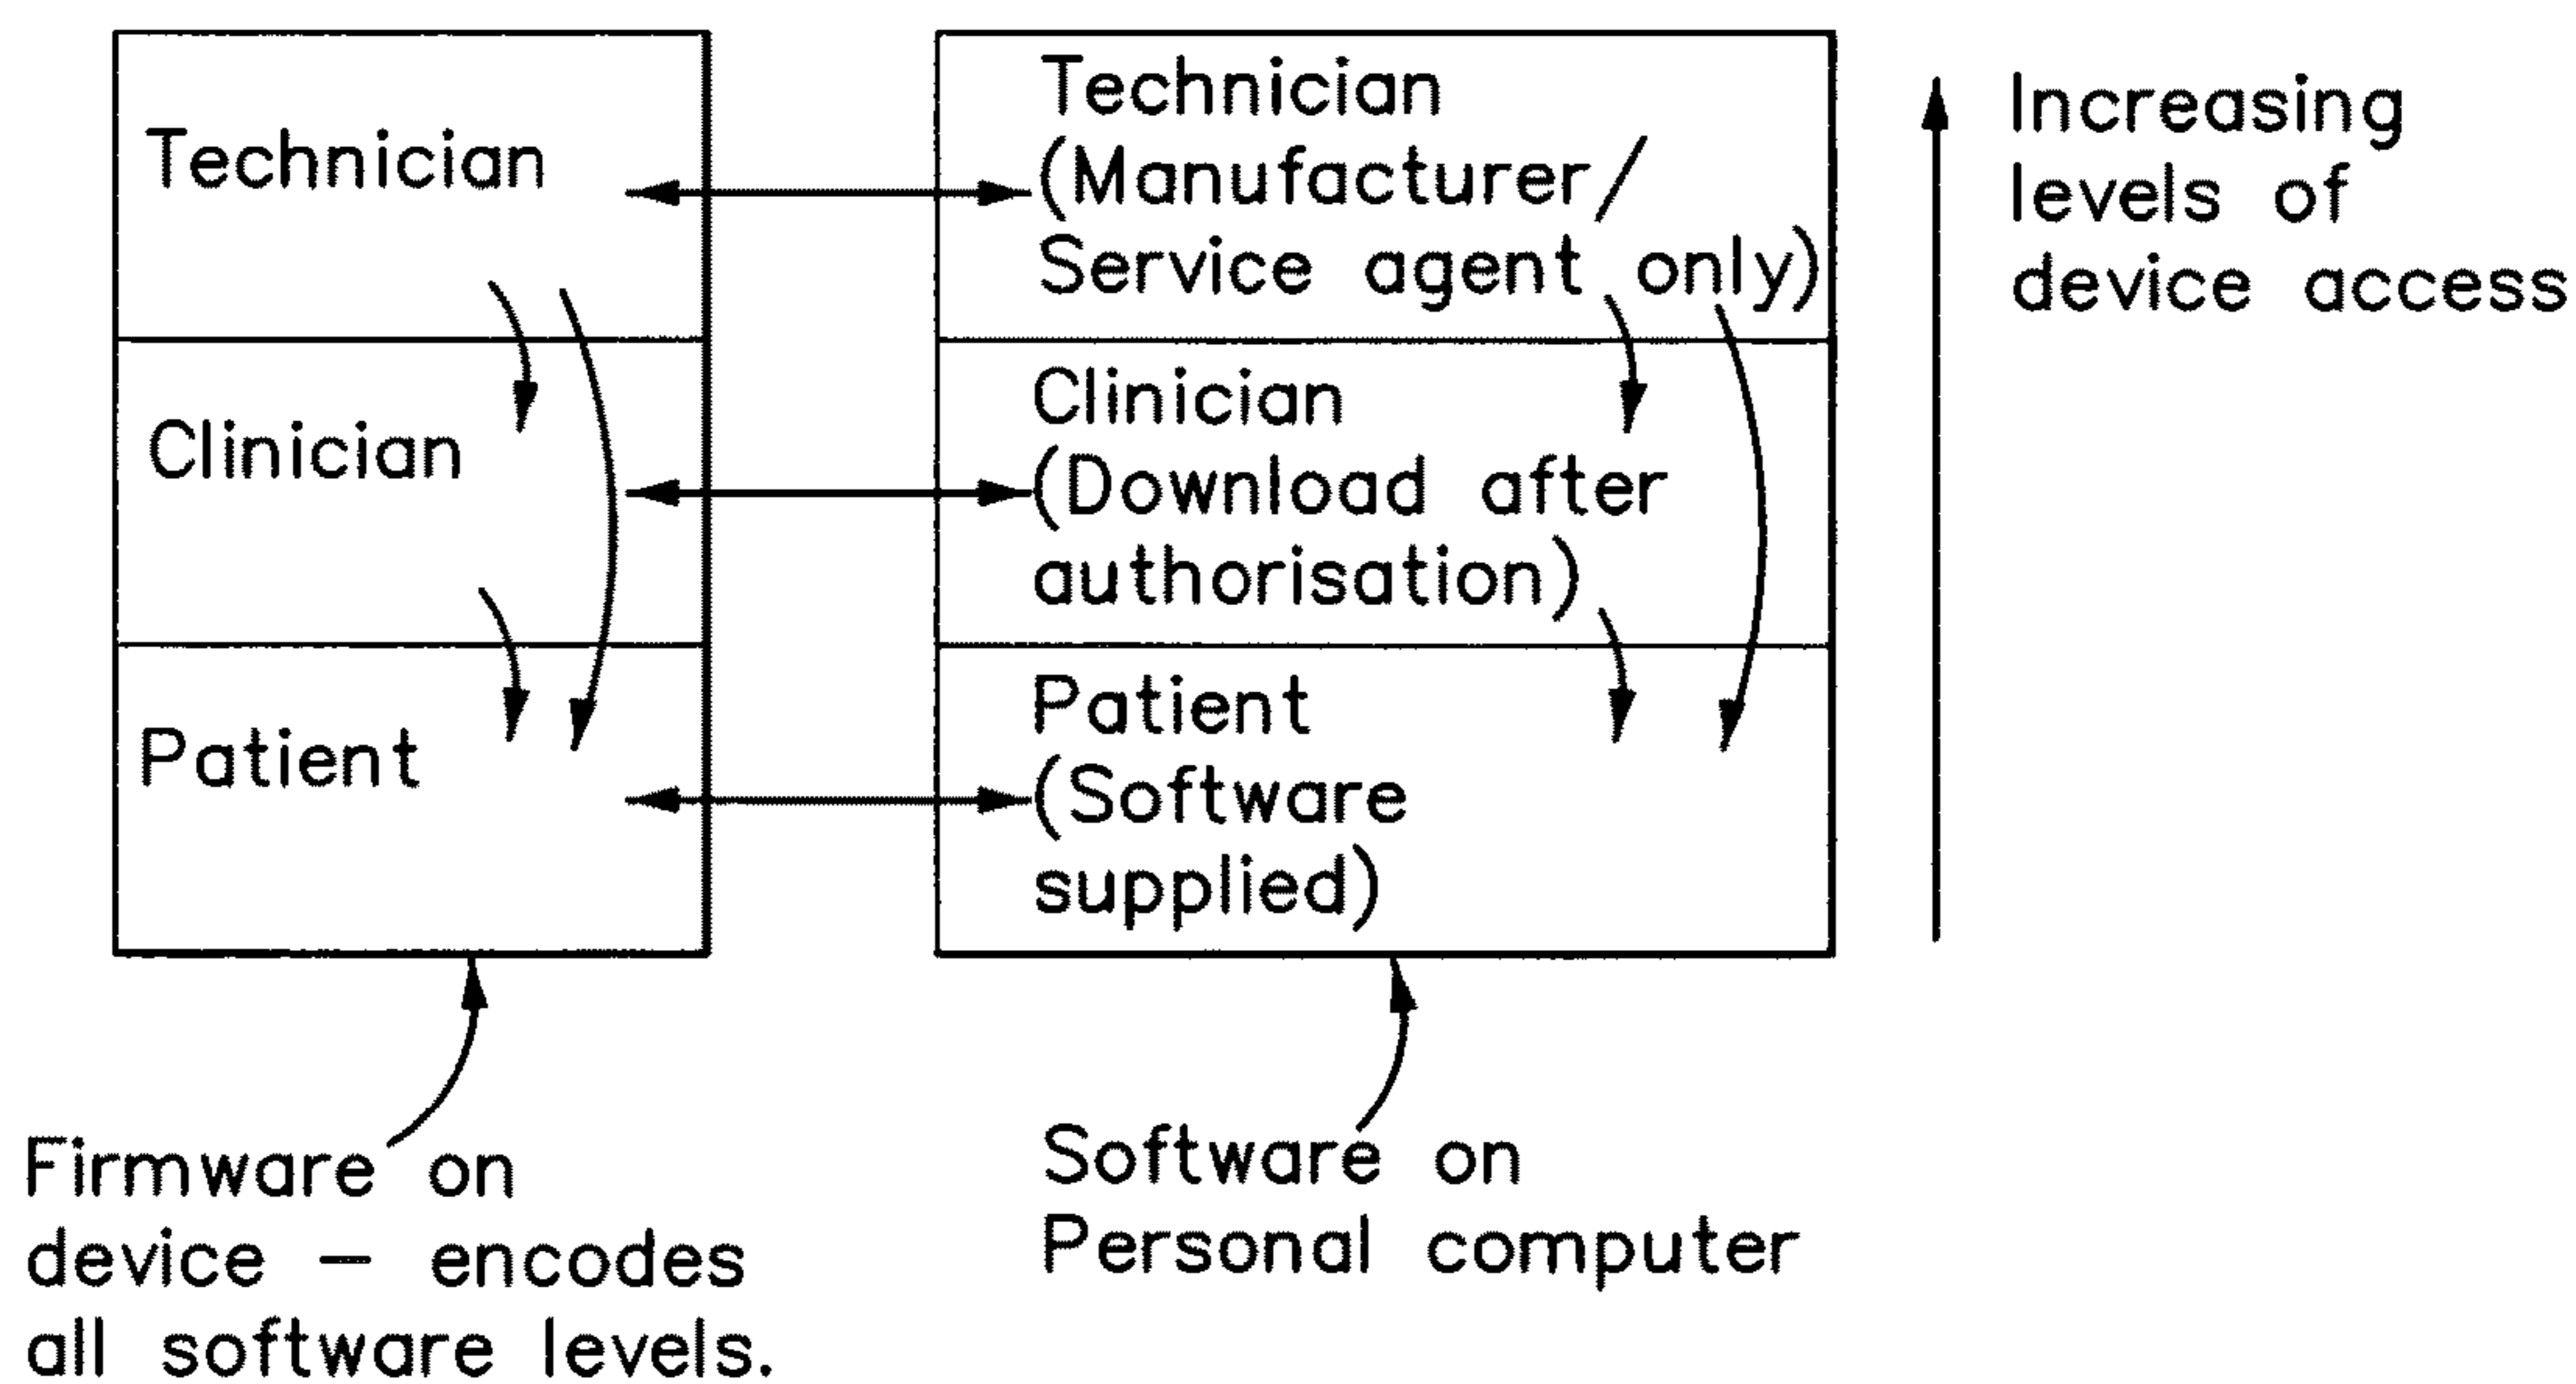 Technician
Clinician
Patient
Technician
(Manufacturer/
Service agent only)
Clinician
(Download after
authorisation)
Patient
(Software
supplied)
Increasing
levels of
device access
Firmware on
device – encodes
all software levels.
Software on
Personal computer